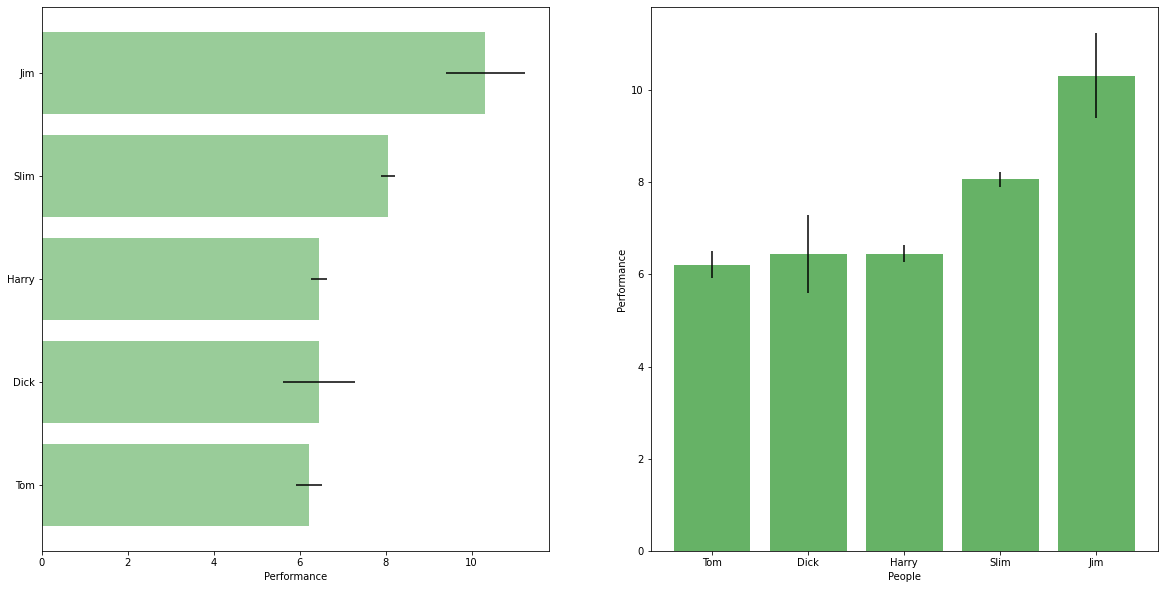 Jim
Slim
Harry
Dick
Tom
0 2 4 6 8 10
Performance
10
8
6
4
2
0
Performance
Tom Dick Harry Slim Jim
People